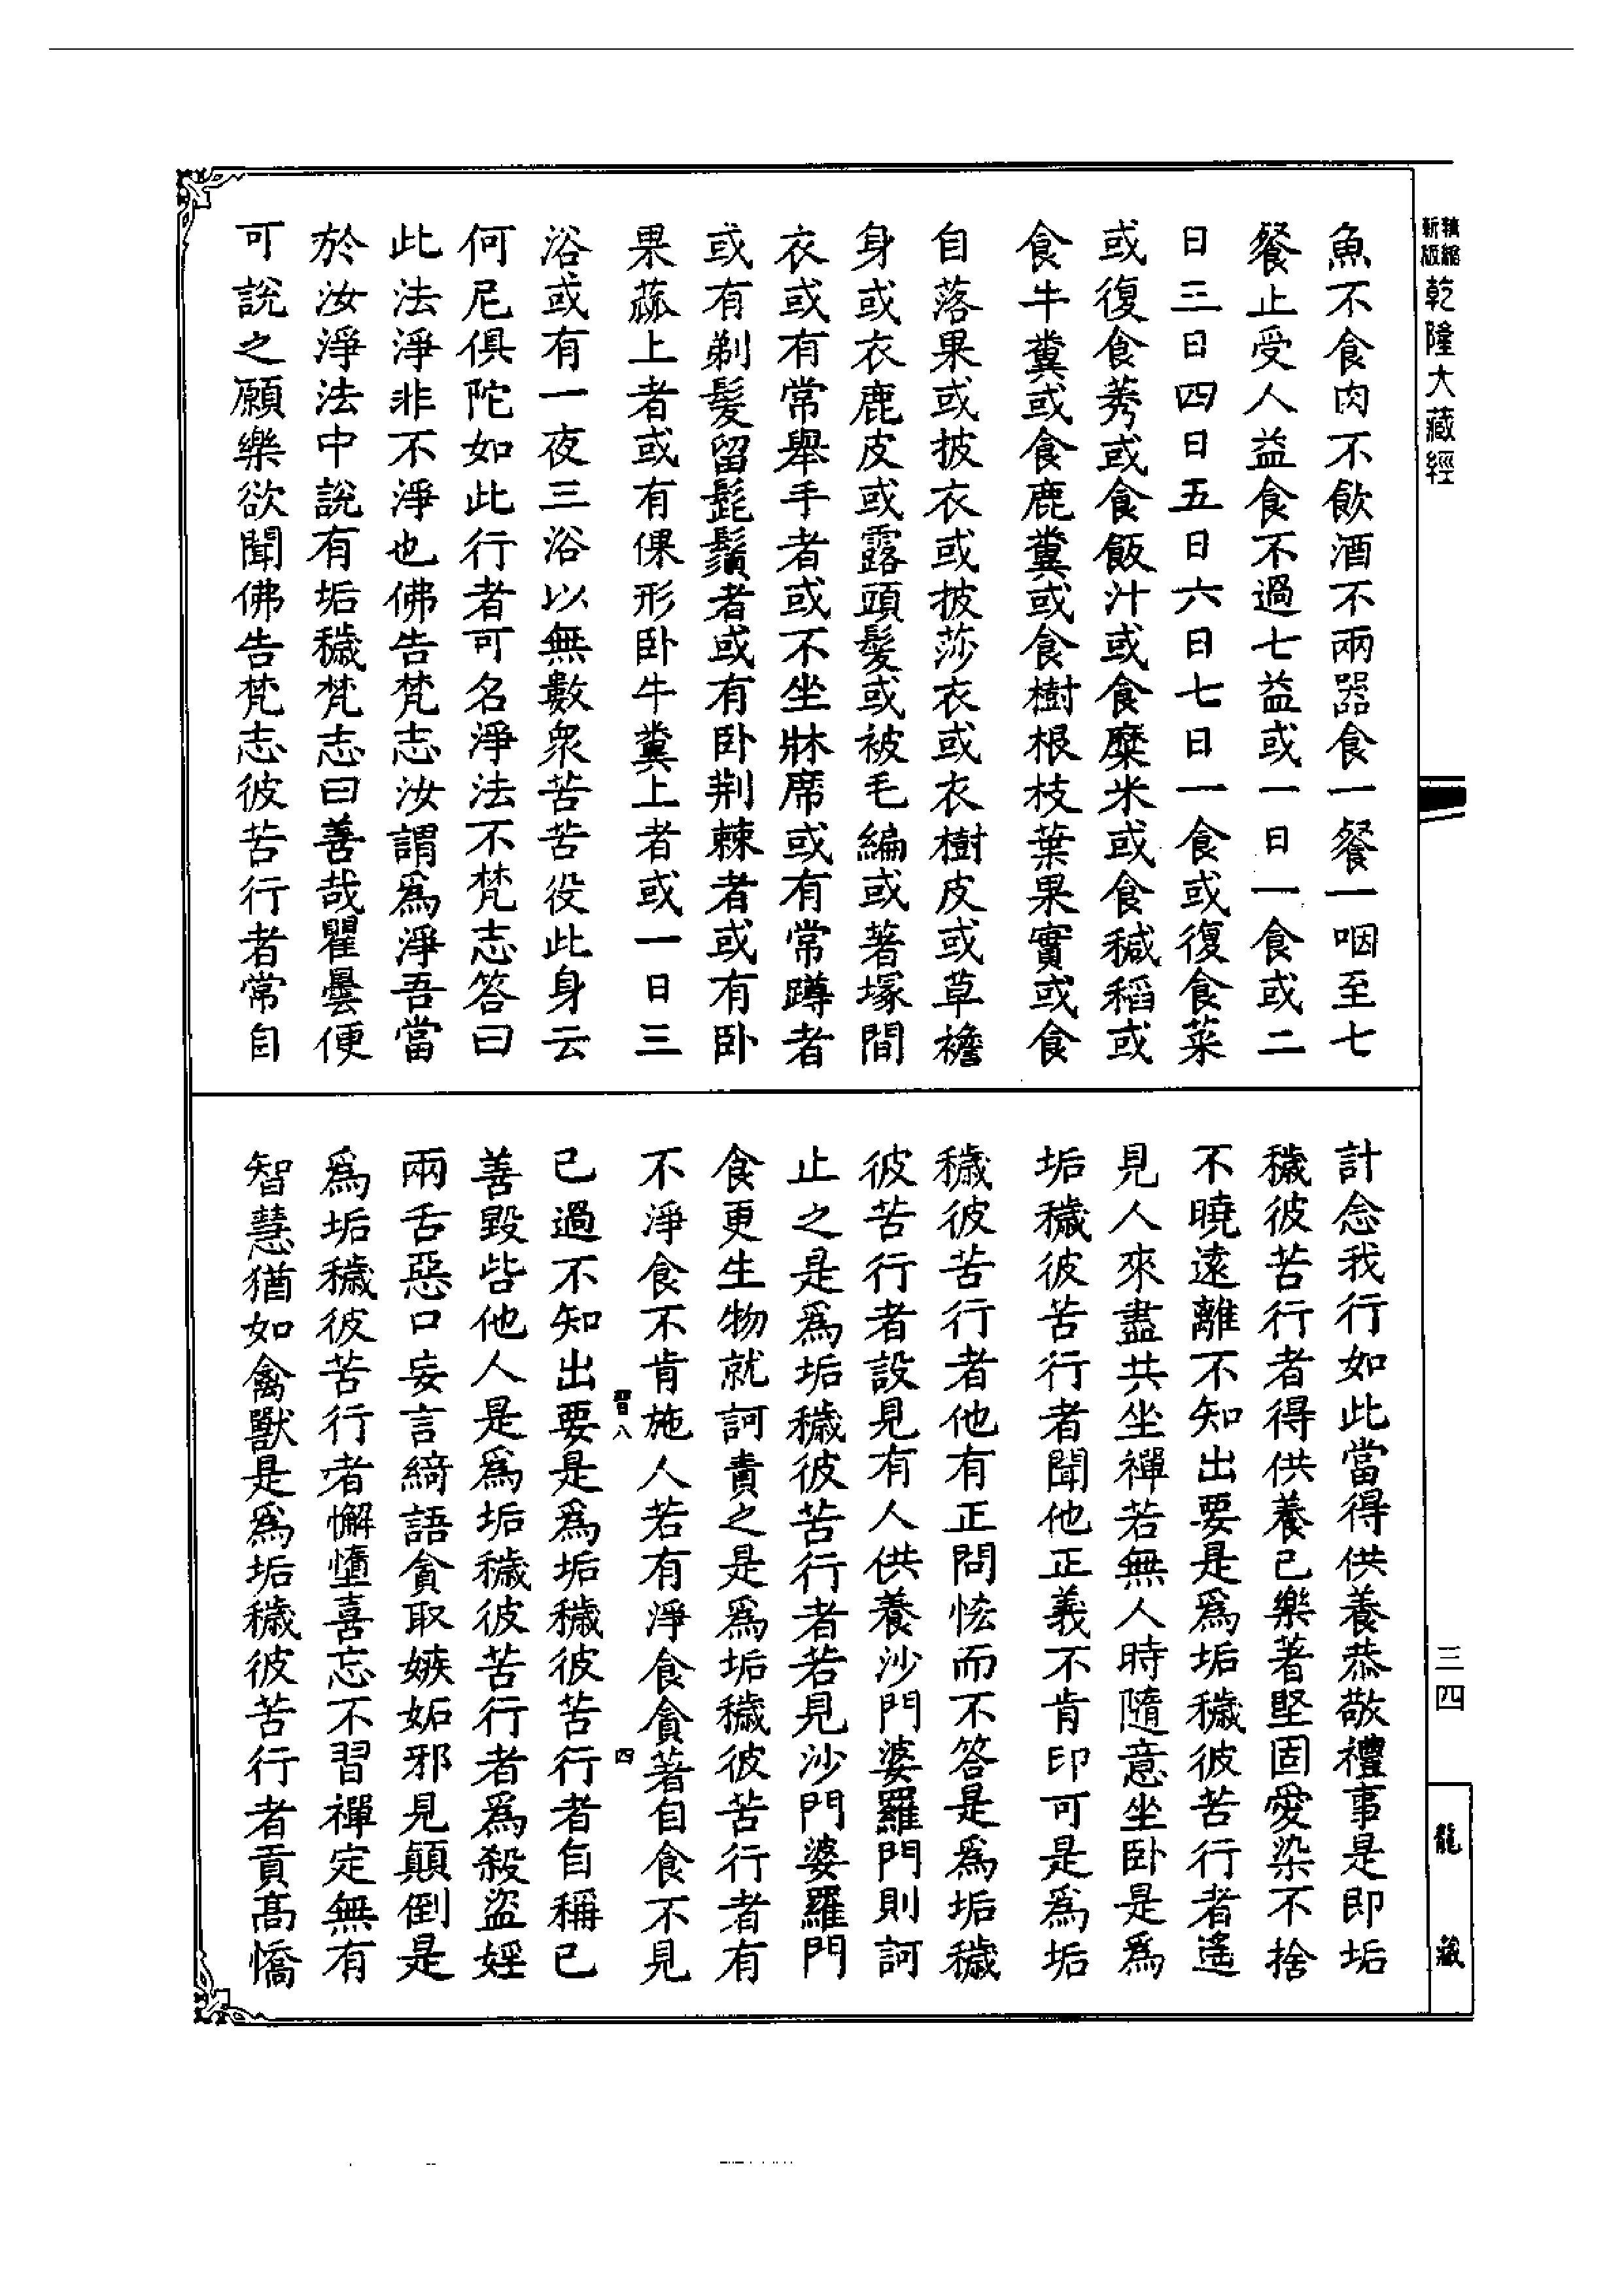 新版
乾隆大藏經
魚不食肉不飲酒不兩器食一餐一咽至七
餐止受人益食不過七益或一日一食或二
日三日四日五日六日七日一食或復食菜
或復食莠或食飯汁或食糜米或食穢稻或
食牛糞或食鹿糞或食樹根枝葉果實或食
自落果或披衣或披莎衣或衣樹皮或草襜
身或衣鹿皮或露頭髮或被毛編或著塚間
衣或有常舉手者或不坐牀席或有常蹲者
或有剃髮留髭鬚者或有卧荆棘者或有卧
果蓏上者或有倮形卧牛糞上者或一日三
浴或有一夜三浴以無數衆苦苦役此身云
何尼俱陀如此行者可名淨法不梵志答曰
此法淨非不淨也佛告梵志汝謂爲淨吾當
於汝淨法中說有垢穢梵志曰善哉瞿曇便
可說之願樂欲聞佛告梵志彼苦行者常自
計念我行如此當得供養恭敬禮事是即垢
穢彼苦行者得供養已樂著堅固愛染不捨
不曉遠離不知出要是爲垢穢彼苦行者遙
見人來盡共坐禪若無人時隨意坐卧是爲
垢穢彼苦行者聞他正義不肯印可是爲垢
穢彼苦行者他有正問恡而不答是爲垢穢
彼苦行者設見有人供養沙門婆羅門則訶
止之是爲垢穢彼苦行者若見沙門婆羅門
食更生物就訶責之是爲垢穢彼苦行者有
不淨食不肯施人若有淨食貪著自食不見
八 四
已過不知出要是爲垢穢彼苦行者自稱已
善毀呰他人是爲垢穢彼苦行者爲殺盜婬
兩舌惡口妄言綺語貪取嫉妬邪見顛倒是
爲垢穢彼苦行者懈墮喜忘不習禪定無有
智慧猶如禽獸是爲垢穢彼苦行者貢高憍
三四
龍藏